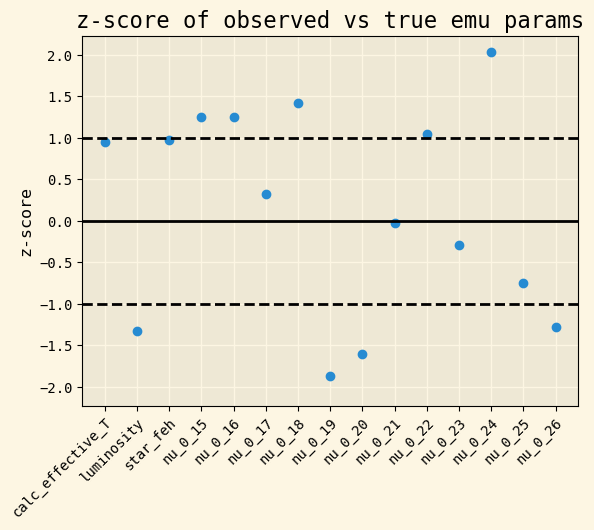 z-score of observed vs true emu params
z-score
2.0
1.5
1.0
0.5
0.0
−0.5
−1.0
−1.5
−2.0
calc_effective_T
luminosity
star_feh
nu_0_15
nu_0_16
nu_0_17
nu_0_18
nu_0_19
nu_0_20
nu_0_21
nu_0_22
nu_0_23
nu_0_24
nu_0_25
nu_0_26